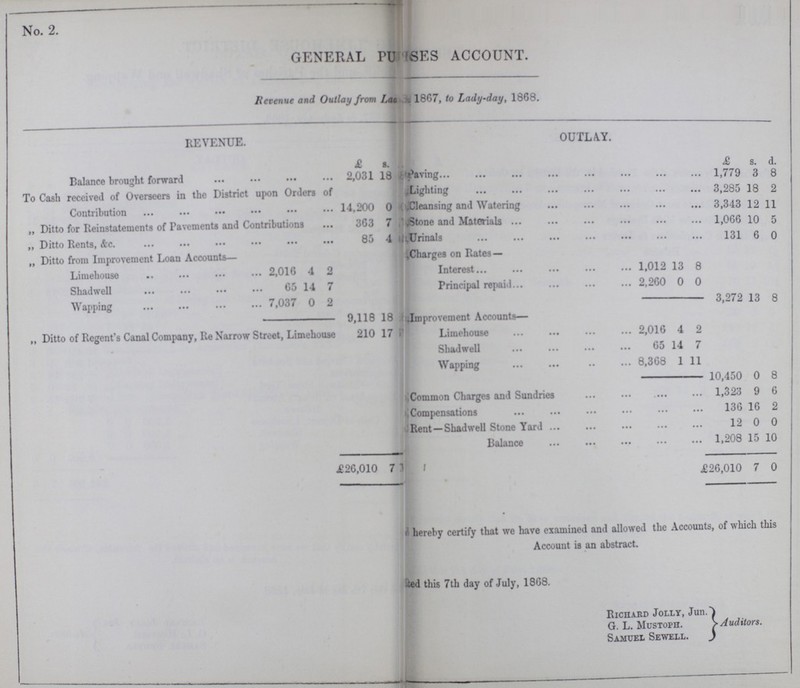 No. 2.
GENERAL PU SES ACCOUNT.
Revenue and Outlay from La 1867, to Lady-day, 1868.
REVENUE.
£ s.
Balance brought forward ... ... ... ... 2,031 18
To Cash received of Overseers in the District upon Orders of
Contribution ... ... ... ... ... ... 14,200 0
„ Ditto for Reinstatements of Pavements and Contributions ... 363 7
„ Ditto Rents, &c. ... ... ... ... ... ... 85 4
„ Ditto from Improvement Loan Accounts—
Limehouse ... ... ... ... 2,016 4 2
Shadwell ... ... ... ... 65 14 7
Wapping ... ... ... ... 7,037 0 2
9,118 18
„ Ditto of Regent's Canal Company, Re Narrow Street, Limehouse 210 17
£26,010 7
OUTLAY.
£ s. d.
Paving... ... ... ... ... ... ... ... 1,779 3 8
Lighting ... ... ... ... ... ... ... 3,285 18 2
Cleansing and Watering ... ... ... ... ... 3,343 12 11
Stone and Materials ... ... ... ... ... ... 1,066 10 5
Urinals ... ... ... ... ... ... ... 131 6 0
Charges on Rates—
Interest... ... ... ... ... 1,012 13 8
Principal repaid... ... ... ... 2,260 0 0
3,272 13 8
Improvement Accounts—
Limehouse ... ... ... ... 2,016 4 2
Shadwell ... ... ... ... 65 14 7
Wapping ... ... ... ... 8,368 1 11
10,450 0 8
Common Charges and Sundries ... ... ... ... 1,323 9 6
Compensations ... ... ... ... ... ... 136 16 2
Rent—Shadwell Stone Yard ... ... ... ... ... 12 0 0
Balance ... ... ... ... ... 1,208 15 10
£26,010 7 0
hereby certify that we have examined and allowed the Accounts, of which this
Account is an abstract.
ed this 7th day of July, 1868.
RICHARD JOLLY, Jun.
G. L. MUSTOPH.
SAMUEL SEWELL.
Auditors.